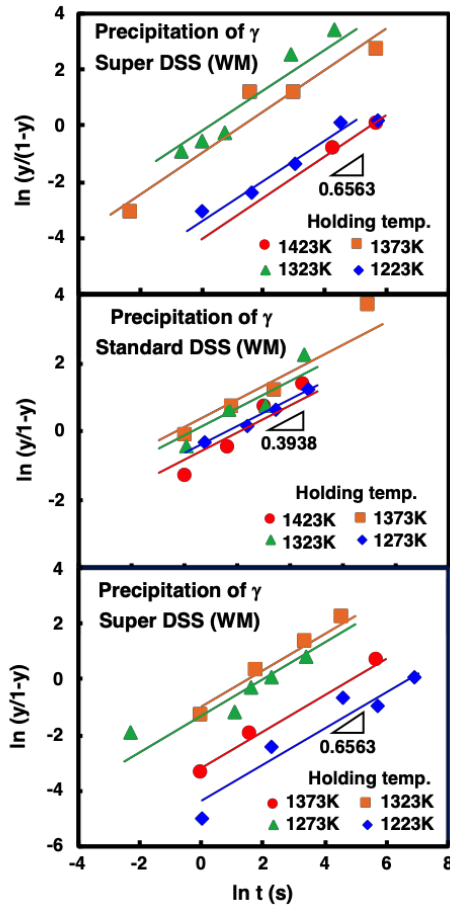 Precipitation of γ
Super DSS (WM)
4
2
0
-2
-4
ln (y/(1-y)
0.6563
Holding temp.
1423K 1373K
1323K 1223K
4
Precipitation of γ
Standard DSS (WM)
2
0
-2
ln (y/1-y)
0.3938
Holding temp.
1423K 1373K
1323K 1273K
4
Precipitation of γ
Super DSS (WM)
2
0
-2
-4
-6
ln (y/1-y)
0.6563
Holding temp.
1373K 1323K
1273K 1223K
-4 -2 0 2 4 6 8
ln t (s)